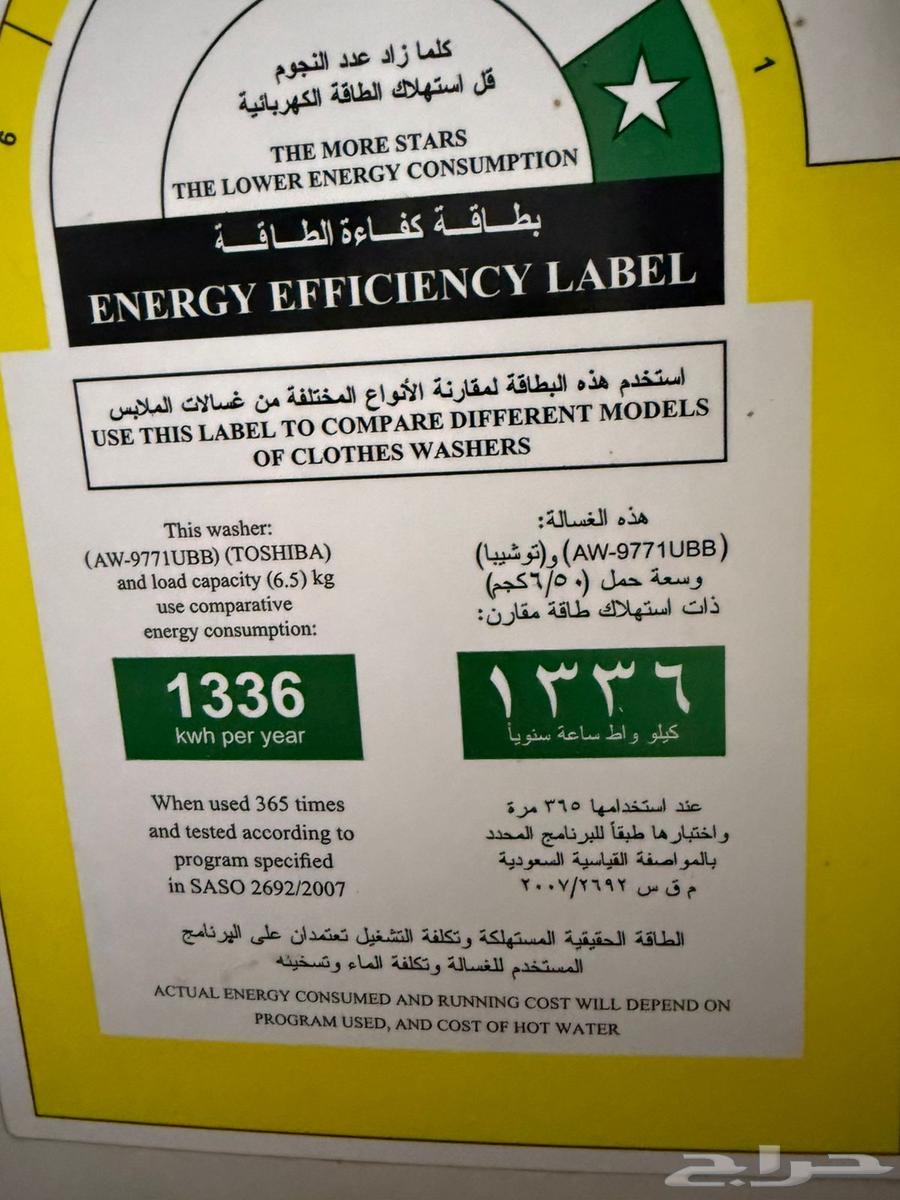 كلما زاد عدد النجوم
قل استهلاك الطاقة الكهربائية
THE MORE STARS
THE LOWER ENERGY CONSUMPTION
1
6
بطاقـة كفـاءة الطـاقـة
ENERGY EFFICIENCY LABEL
استخدم هذه البطاقة لمقارنة الأنواع المختلفة من غسالات الملابس
USE THIS LABEL TO COMPARE DIFFERENT MODELS
OF CLOTHES WASHERS
هذه الغسالة:
(AW-9771UBB) و(توشيبا)
وسعة حمل (٦/٥٠كجم)
ذات استهلاك طاقة مقارن:
١٣٣٦
كيلو واط ساعة سنوياً
عند استخدامها ٣٦٥ مرة
واختبارها طبقاً للبرنامج المحدد
بالمواصفة القياسية السعودية
م ق س ٢٠٠٧/٢٦٩٢
This washer:
(AW-9771UBB) (TOSHIBA)
and load capacity (6.5) kg
use comparative
energy consumption:
1336
kwh per year
When used 365 times
and tested according to
program specified
in SASO 2692/2007
الطاقة الحقيقية المستهلكة وتكلفة التشغيل تعتمدان على البرنامج
المستخدم للغسالة وتكلفة الماء وتسخينه
ACTUAL ENERGY CONSUMED AND RUNNING COST WILL DEPEND ON
PROGRAM USED, AND COST OF HOT WATER
حراج